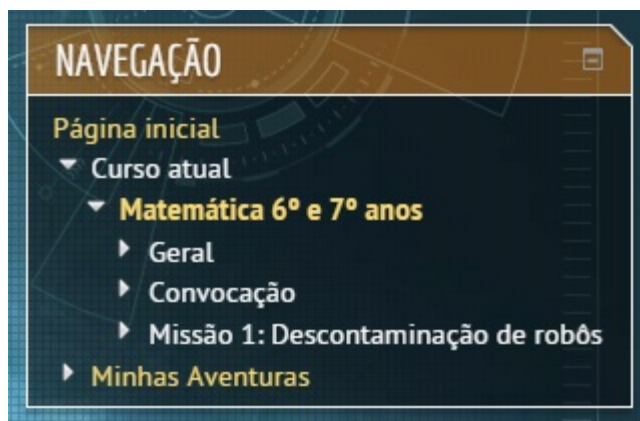 NAVEGAÇÃO
Página inicial
Curso atual
Matemática 6º e 7º anos
Geral
Convocação
Missão 1: Descontaminação de robôs
Minhas Aventuras